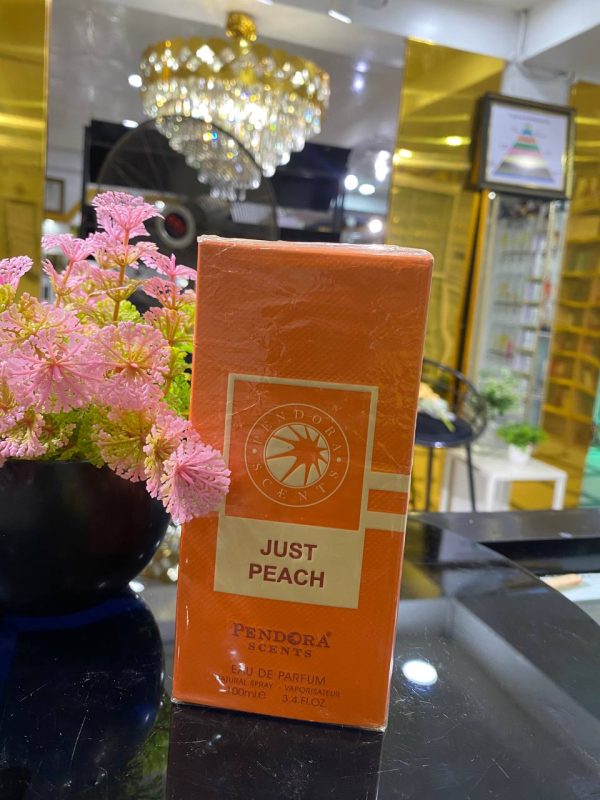 PENDORA
SCENTS
JUST
PEACH
PENDORA®
SCENTS
EAU DE PARFUM
NATURAL SPRAY - VAPORISATEUR
100ml.e 3.4 FL.OZ.